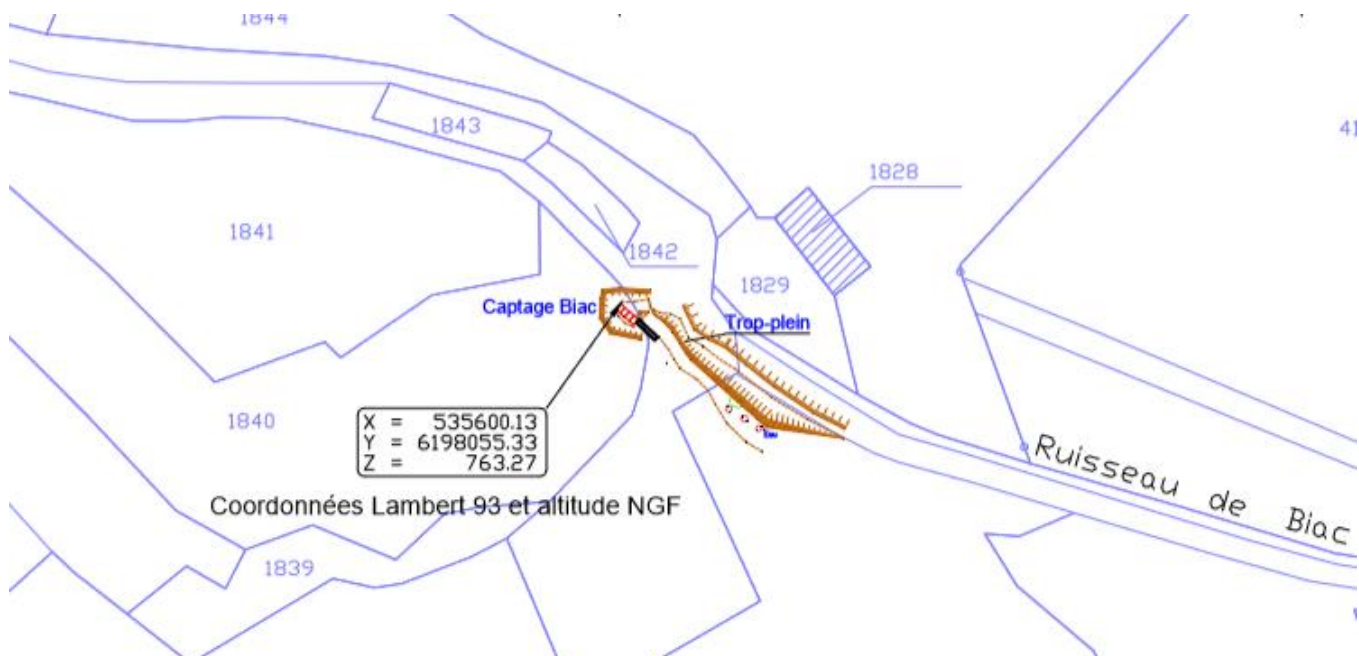 1844
1843
41
1828
1841
1842
1829
Captage Biac
Trop-plein
1840
X = 535600.13
Y = 6198055.33
Z = 763.27
Ruisseau de Biac
Coordonnées Lambert 93 et altitude NGF
1839